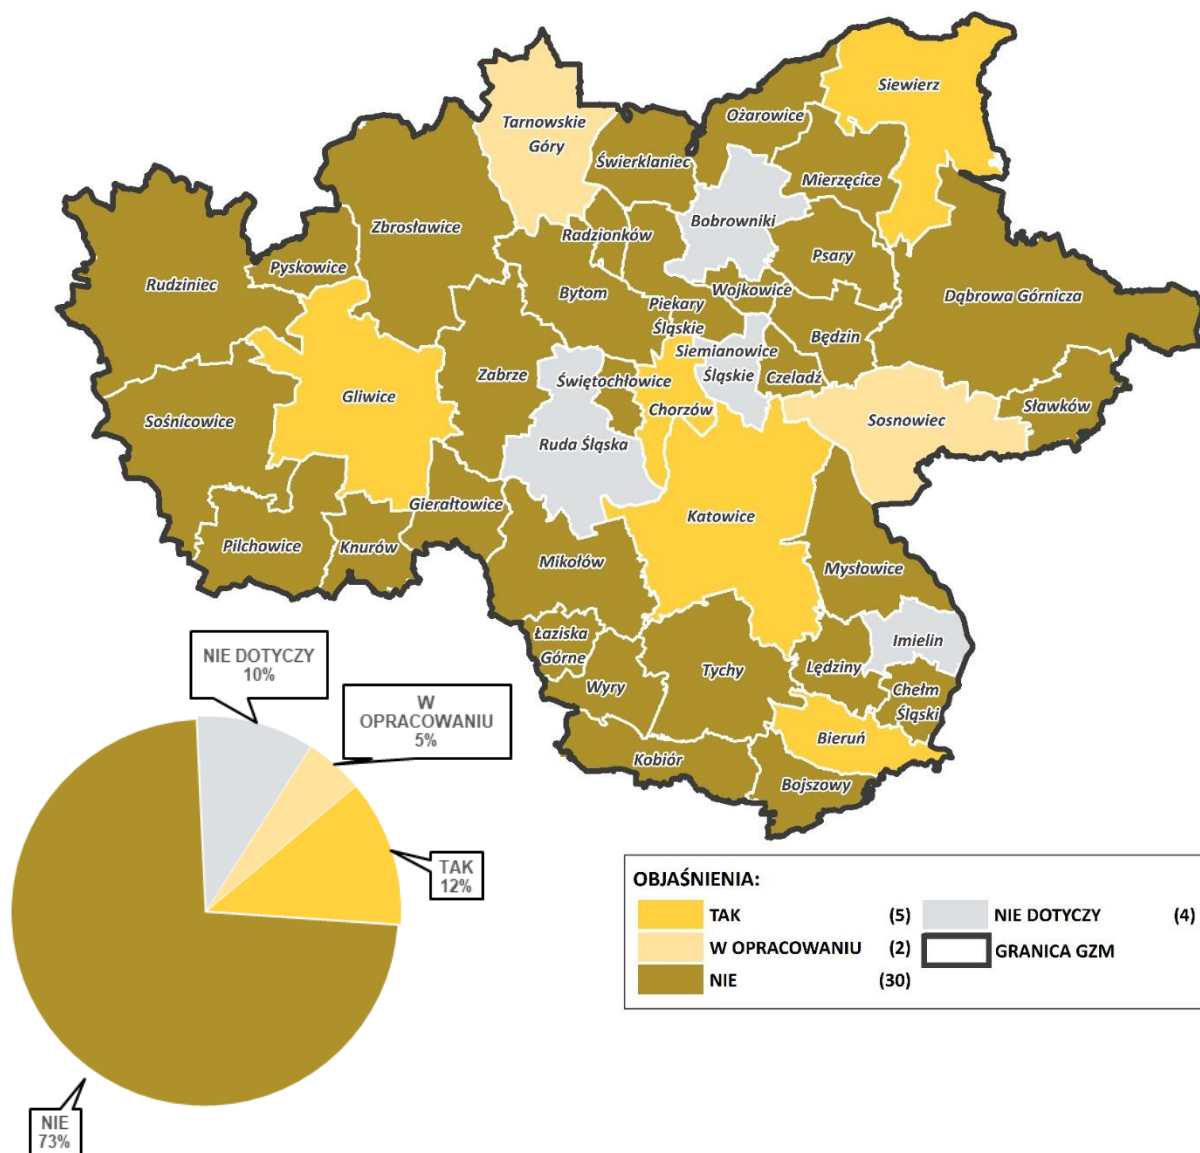 Siewierz
Ożarowice
Tarnowskie
Góry
Świerklaniec
Mierzęcice
Bobrowniki
Zbrosławice
Radzionków
Psary
Pyskowice
Rudziniec
Bytom
Wojkowice
Dąbrowa Górnicza
Piekary
Śląskie
Będzin
Siemianowice
Śląskie
Zabrze
Świętochłowice
Czeladź
Gliwice
Chorzów
Sławków
Sośnicowice
Sosnowiec
Ruda Śląska
Gierałtowice
Katowice
Pilchowice
Knurów
Mikołów
Mysłowice
Łaziska
Górne
Imielin
Lędziny
Tychy
Wyry
Chełm
Śląski
Bieruń
Kobiór
Bojszowy
NIE DOTYCZY
10%
W
OPRACOWANIU
5%
TAK
12%
NIE
73%
OBJAŚNIENIA:
TAK (5) NIE DOTYCZY (4)
W OPRACOWANIU (2) GRANICA GZM
NIE (30)